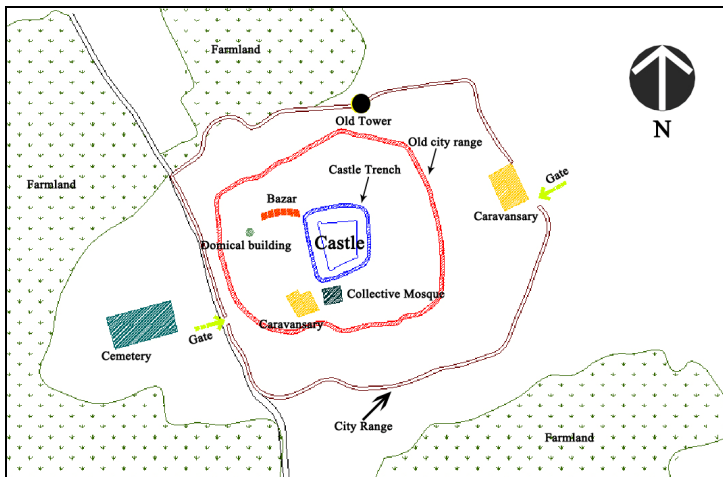 Farmland
Old Tower
N
Old city range
Castle Trench
Gate
Farmland
Bazar
Caravansary
Domical building
Castle
Collective Mosque
Caravansary
Gate
Cemetery
City Range
Farmland